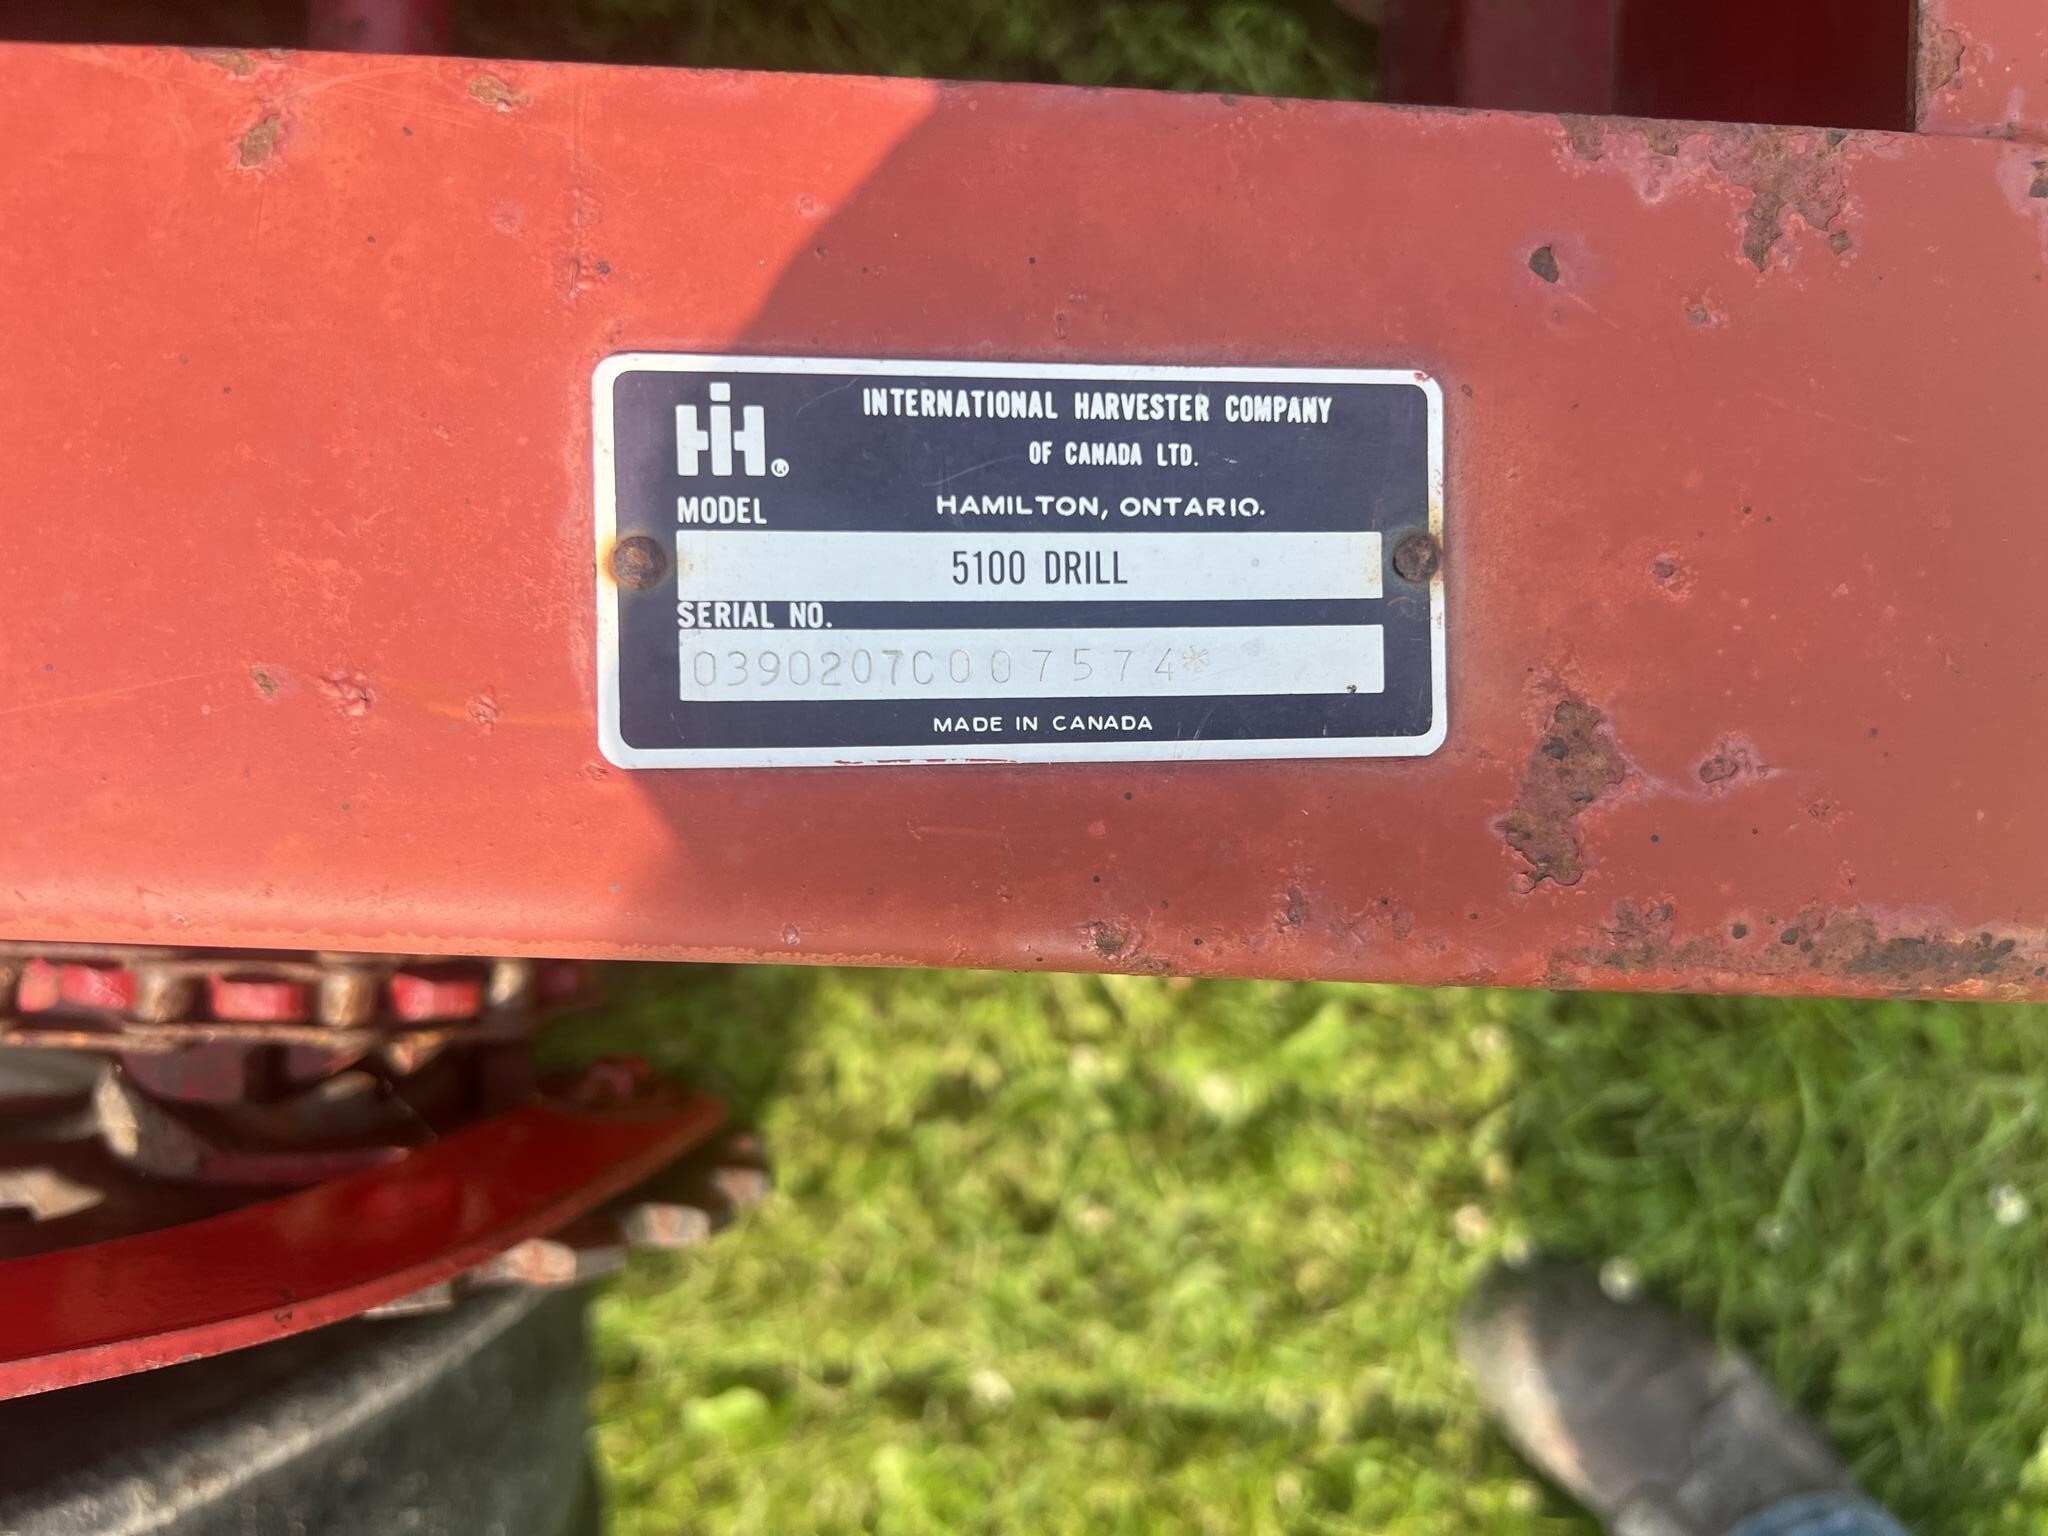 IH®
INTERNATIONAL HARVESTER COMPANY
OF CANADA LTD.
MODEL HAMILTON, ONTARIO.
5100 DRILL
SERIAL NO.
0390207C007574*
MADE IN CANADA